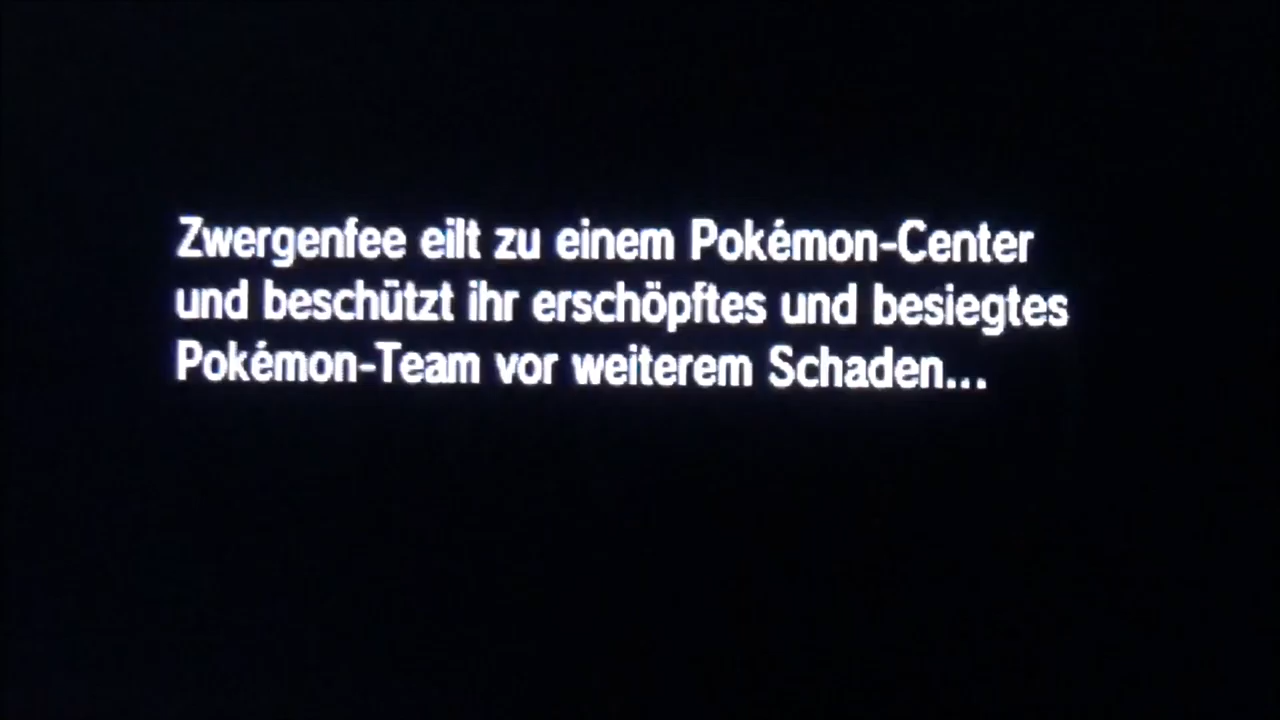 Zwergenfee eilt zu einem Pokémon-Center
und beschützt ihr erschöpftes und besiegtes
Pokémon-Team vor weiterem Schaden...